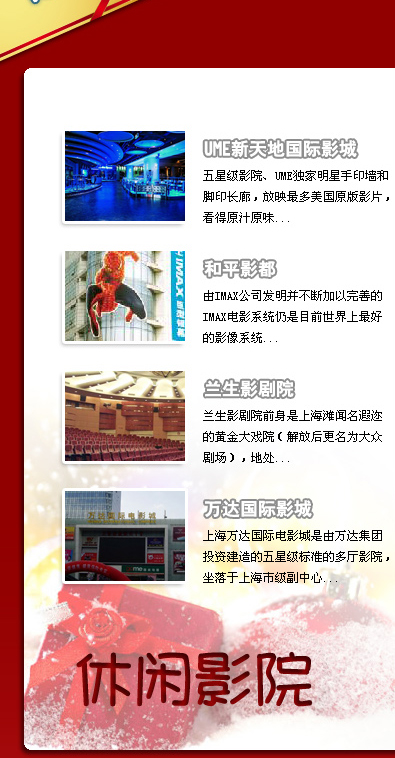 UME新天地国际影城
五星级影院、UME独家明星手印墙和
脚印长廊，放映最多美国原版影片，
看得原汁原味...
IMAX
和平影都
由IMAX公司发明并不断加以完善的
IMAX电影系统仍是目前世界上最好
的影像系统...
兰生影剧院
兰生影剧院前身是上海滩闻名遐迩
的黄金大戏院（解放后更名为大众
剧场），地处...
万达国际电影城
万达国际影城
上海万达国际电影城是由万达集团
投资建造的五星级标准的多厅影院，
坐落于上海市级副中心...
休闲影院